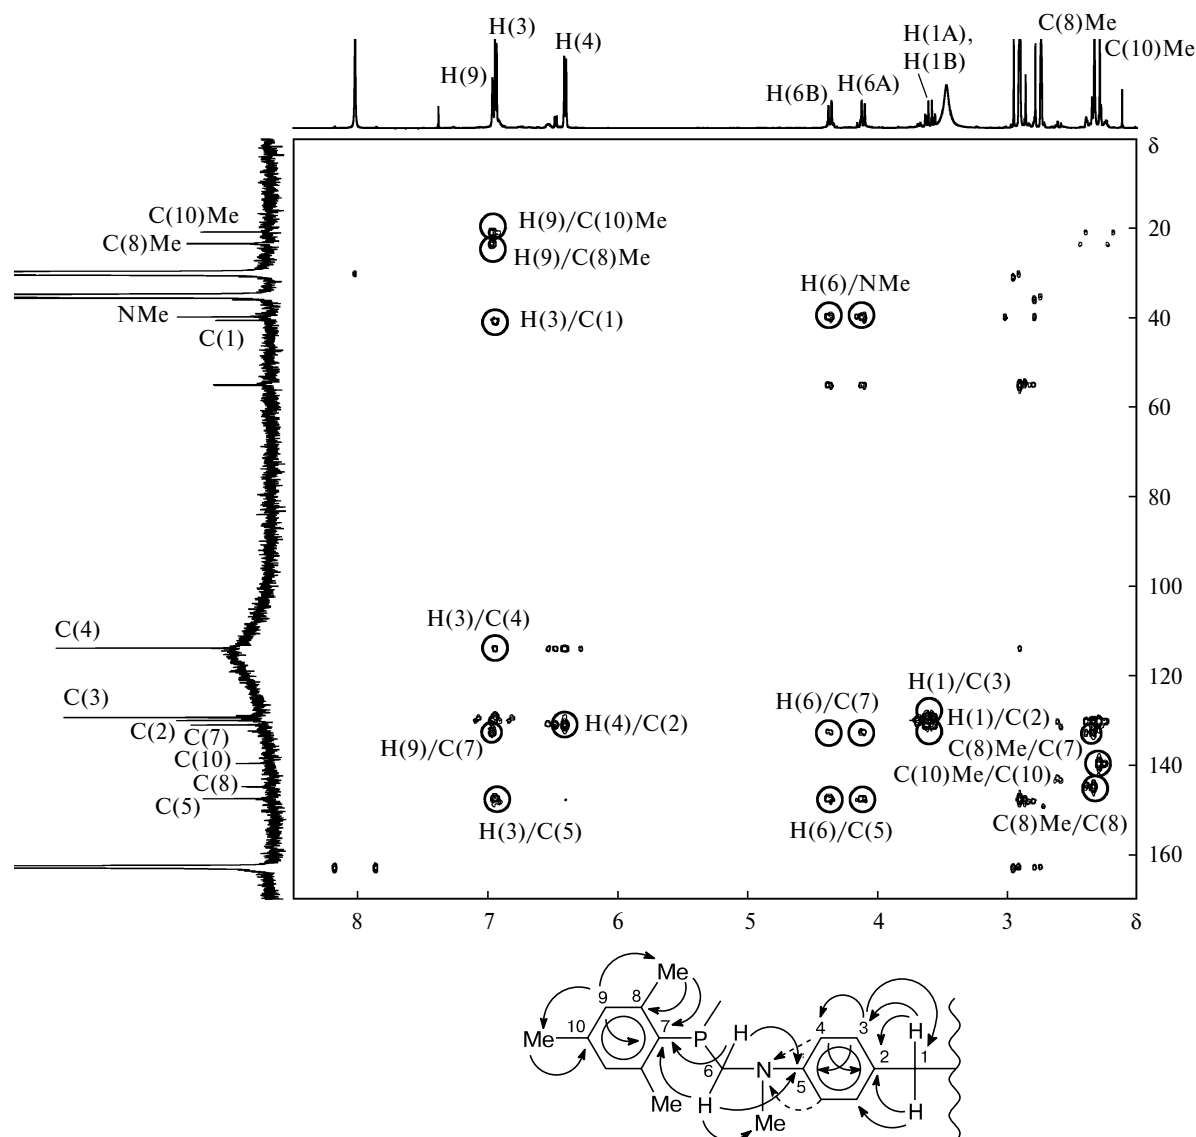 H(3)
H(4)
H(9)
H(1A),
H(1B)
H(6B)
H(6A)
C(8)Me
C(10)Me
C(10)Me
C(8)Me
NMe
C(1)
C(4)
C(3)
C(2)
C(7)
C(10)
C(8)
C(5)
H(9)/C(10)Me
H(9)/C(8)Me
H(3)/C(1)
H(6)/NMe
H(3)/C(4)
H(4)/C(2)
H(9)/C(7)
H(3)/C(5)
H(6)/C(7)
H(6)/C(5)
H(1)/C(3)
H(1)/C(2)
C(8)Me/C(7)
C(10)Me/C(10)
C(8)Me/C(8)
δ
20
40
60
80
100
120
140
160
8 7 6 5 4 3 δ
Me
9 8
10 7
Me P H
4 3 H
2 1
6 N
5
Me H H
Me